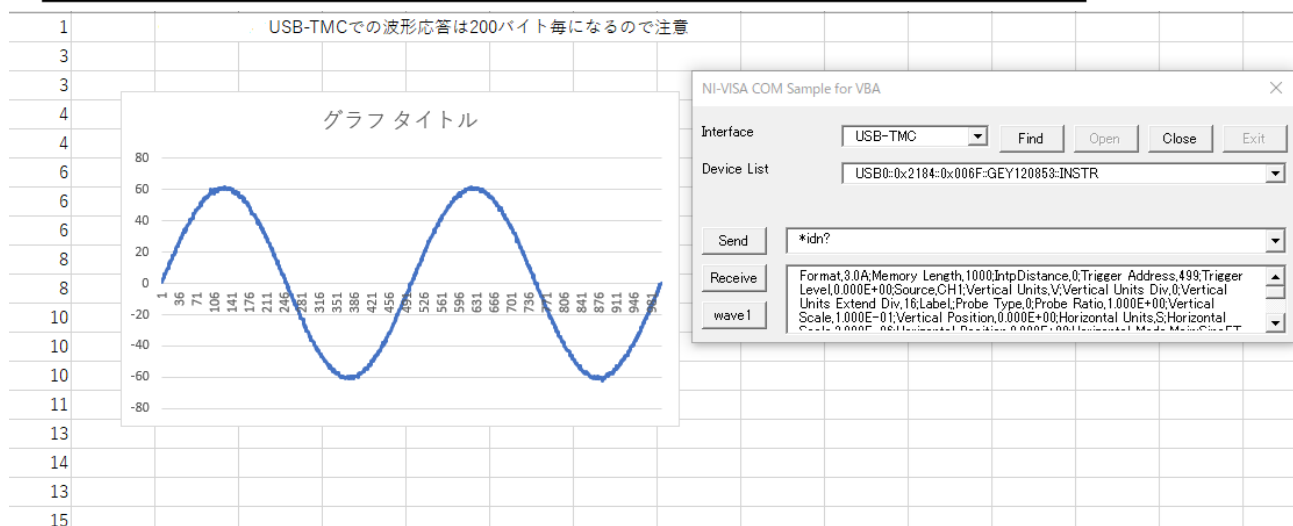 USB-TMCでの波形応答は200バイト毎になるので注意
1
3
3
4
4
6
6
6
8
8
10
10
10
11
13
14
13
15
グラフ タイトル
80
60
40
20
0
-20
-40
-60
-80
1 36 71 106 141 176 211 246 281 316 351 386 421 456 491 526 561 596 631 666 701 736 771 806 841 876 911 946 981
NI-VISA COM Sample for VBA
Interface
USB-TMC
Find
Open
Close
Exit
Device List
USB0::0x2184::0x006F::GEY120853::INSTR
Send
*idn?
Receive
wave1
Format,3.0A;Memory Length,1000;IntpDistance,0;Trigger Address,499;Trigger
Level,0.000E+00;Source,CH1;Vertical Units,V;Vertical Units Div,0;Vertical
Units Extend Div,16;Label,;Probe Type,0;Probe Ratio,1.000E+00;Vertical
Scale,1.000E-01;Vertical Position,0.000E+00;Horizontal Units,S;Horizontal